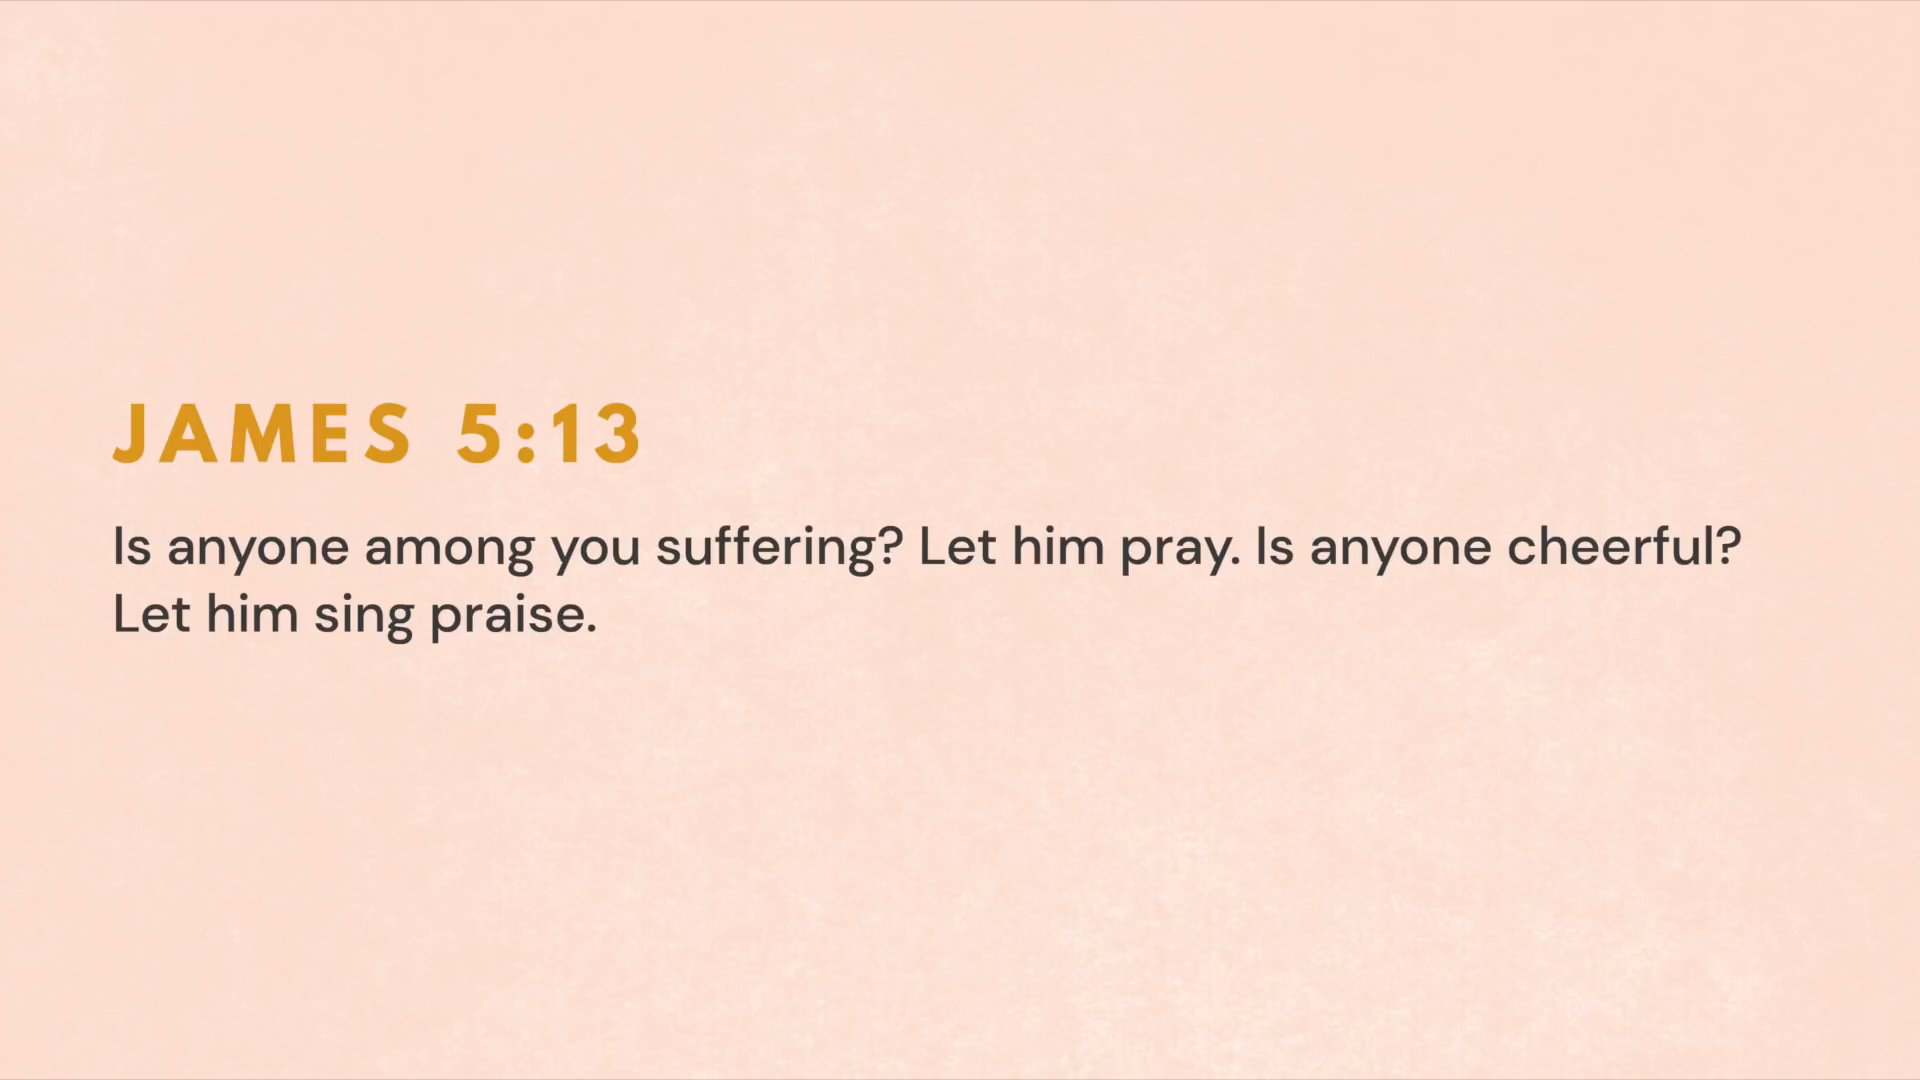 JAMES 5:13
Is anyone among you suffering? Let him pray. Is anyone cheerful?
Let him sing praise.